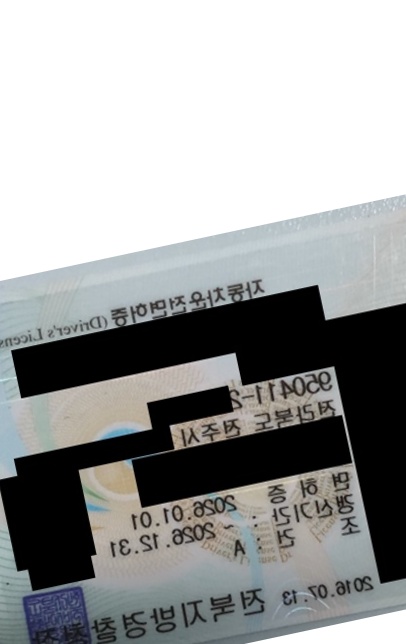 자동차운전면허증 (Driver's Licens
950411-2
전라북도 전주시
면 허 증 2026.01.01
갱신기간 : ~ 2026.12.31
조 건 : A
2016.07.13 전북지방경찰청장